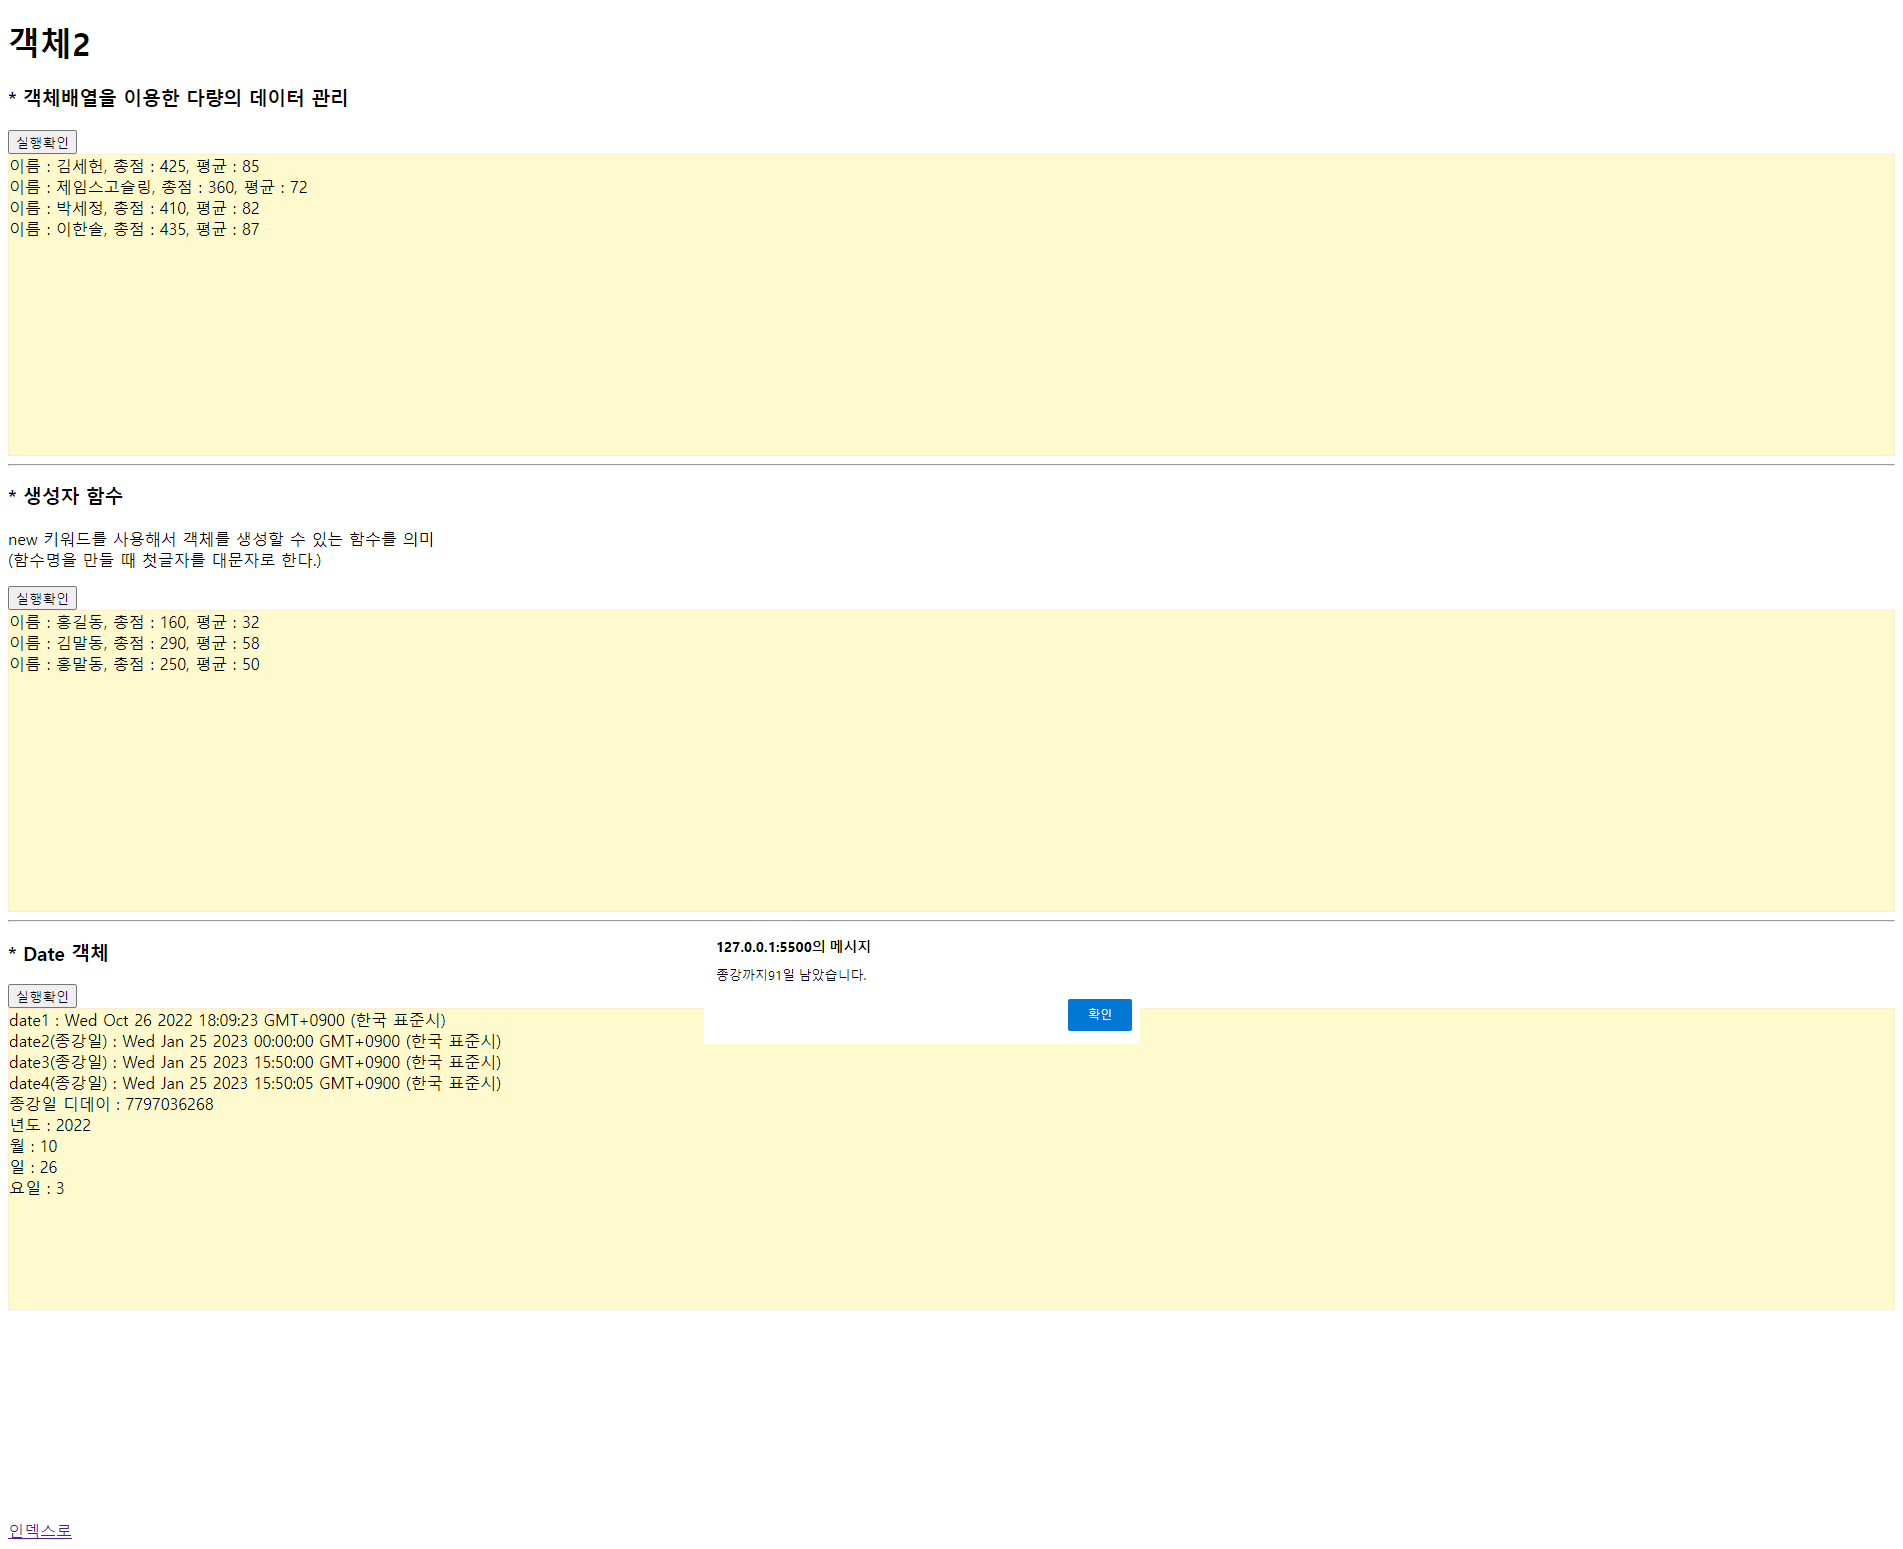 객체2
* 객체배열을 이용한 다량의 데이터 관리
실행확인
이름 : 김세헌, 총점 : 425, 평균 : 85
이름 : 제임스고슬링, 총점 : 360, 평균 : 72
이름 : 박세정, 총점 : 410, 평균 : 82
이름 : 이한솔, 총점 : 435, 평균 : 87
* 생성자 함수
new 키워드를 사용해서 객체를 생성할 수 있는 함수를 의미
(함수명을 만들 때 첫글자를 대문자로 한다.)
실행확인
이름 : 홍길동, 총점 : 160, 평균 : 32
이름 : 김말동, 총점 : 290, 평균 : 58
이름 : 홍말동, 총점 : 250, 평균 : 50
* Date 객체
127.0.0.1:5500의 메시지
종강까지91일 남았습니다.
확인
실행확인
date1 : Wed Oct 26 2022 18:09:23 GMT+0900 (한국 표준시)
date2(종강일) : Wed Jan 25 2023 00:00:00 GMT+0900 (한국 표준시)
date3(종강일) : Wed Jan 25 2023 15:50:00 GMT+0900 (한국 표준시)
date4(종강일) : Wed Jan 25 2023 15:50:05 GMT+0900 (한국 표준시)
종강일 디데이 : 7797036268
년도 : 2022
월 : 10
일 : 26
요일 : 3
인덱스로